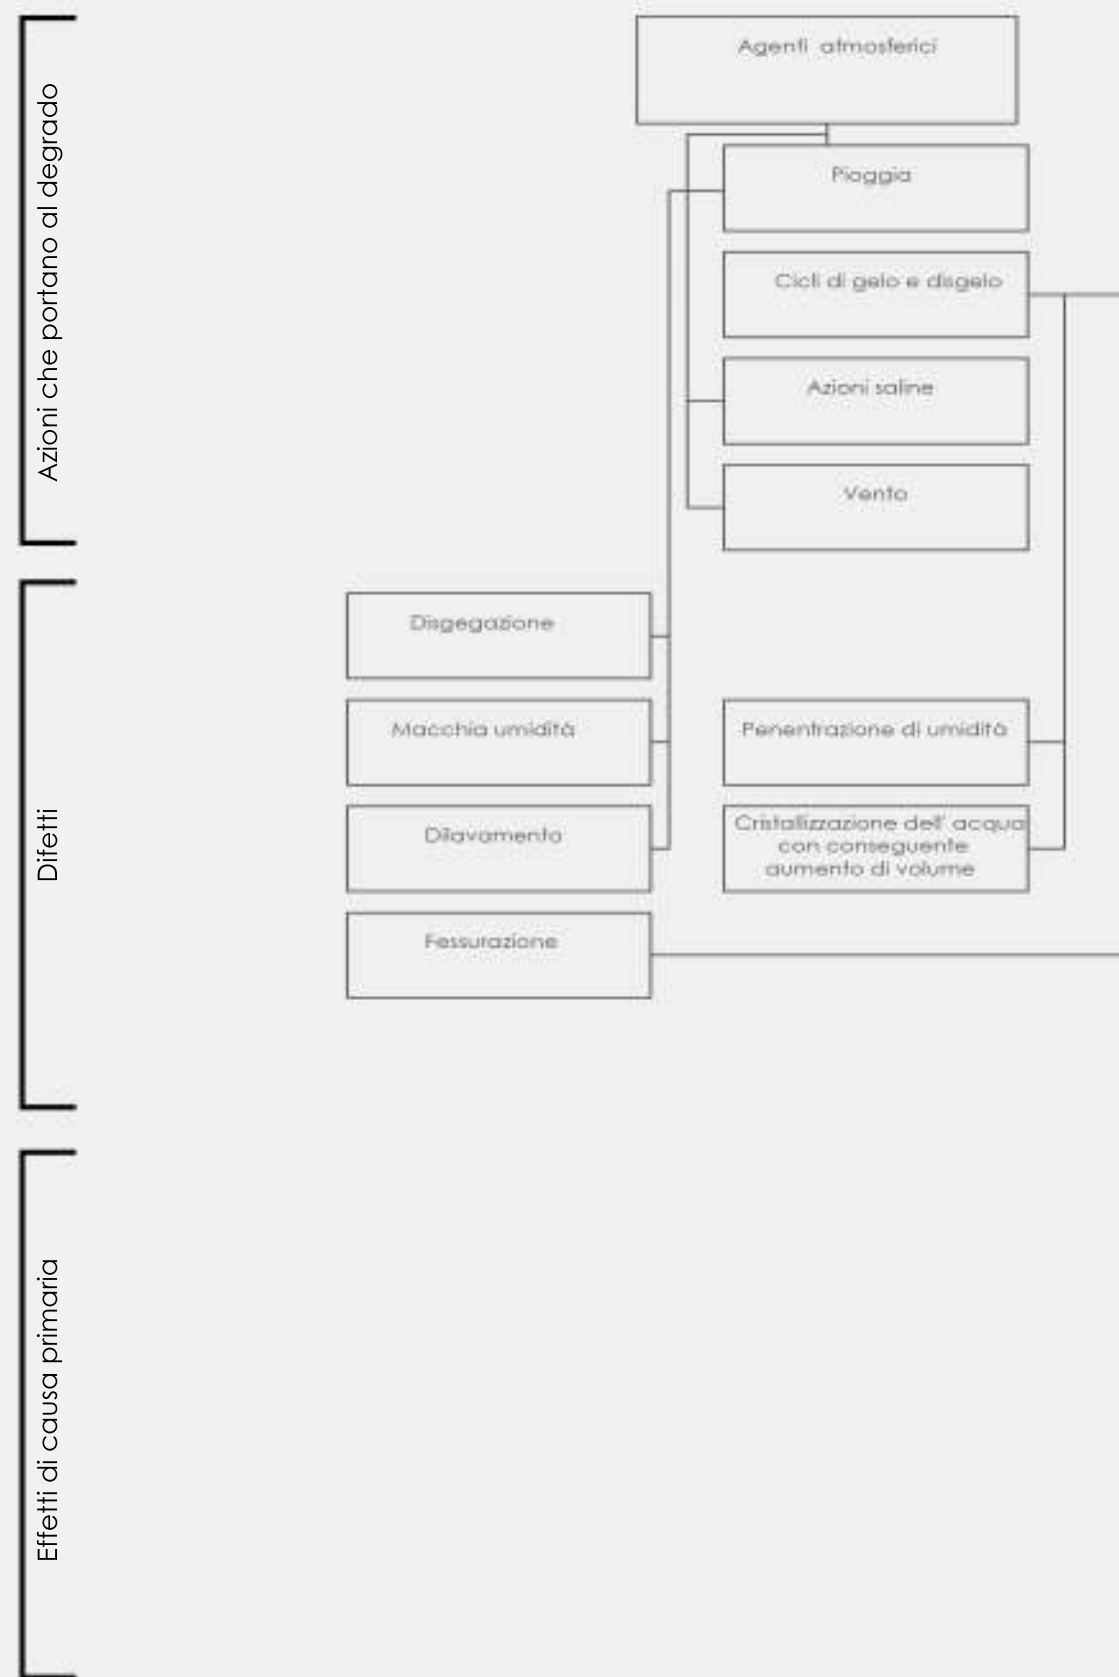 Azioni che portano al degrado
Agenti atmosferici
Pioggia
Cicli di gelo e disgelo
Azioni saline
Vento
Difetti
Disgegazione
Macchia umidità
Dilavamento
Fessurazione
Penentrazione di umidità
Cristallizzazione dell' acqua
con conseguente
aumento di volume
Effetti di causa primaria